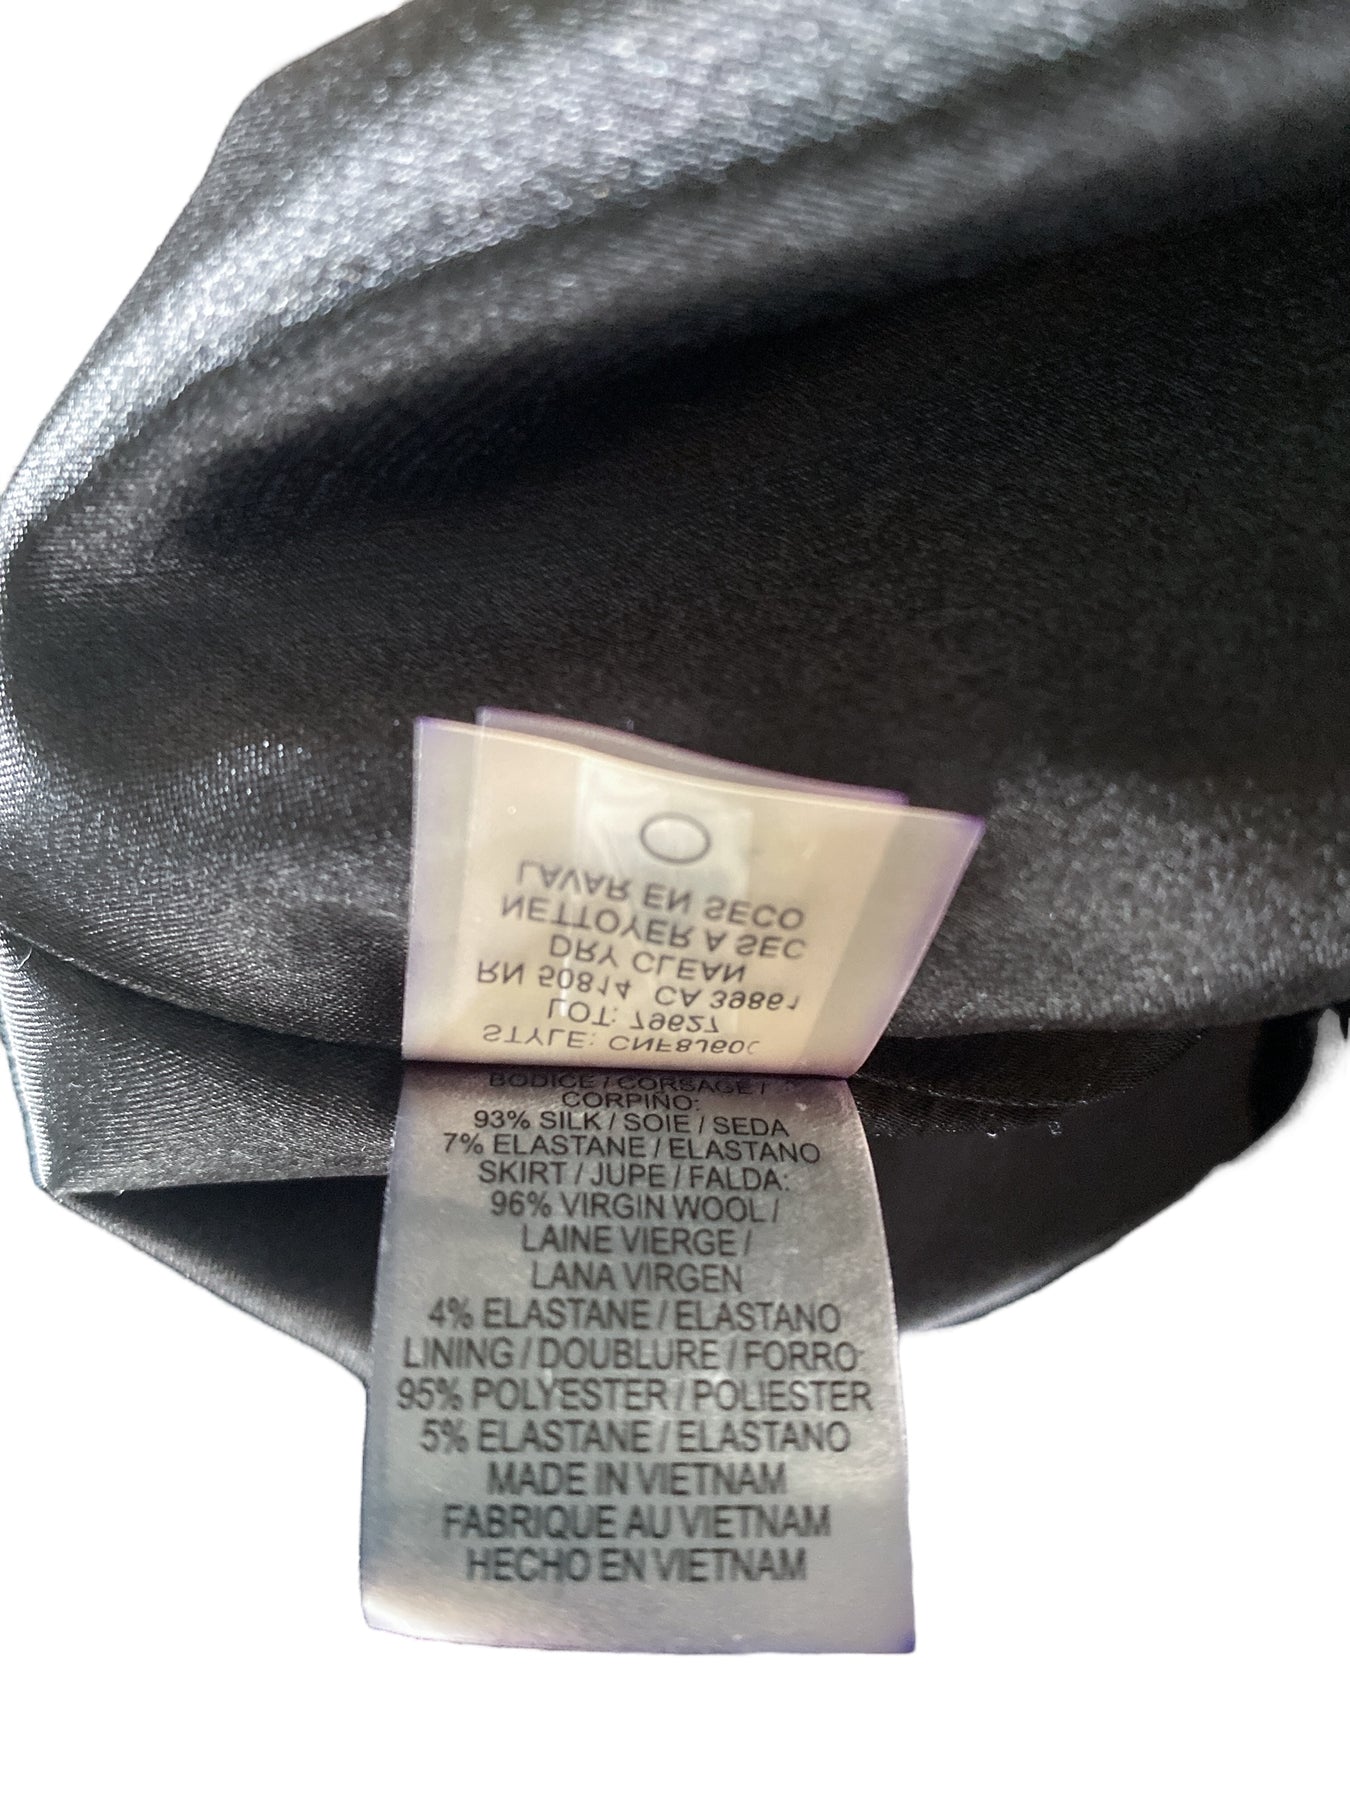 STYLE:
LOT: 79627
RN 50814 CA 39861
DRY CLEAN
NETTOYER A SEC
LAVAR EN SECO
BODICE / CORSAGE /
CORPIÑO:
93% SILK / SOIE / SEDA
7% ELASTANE / ELASTANO
SKIRT / JUPE / FALDA:
96% VIRGIN WOOL /
LAINE VIERGE /
LANA VIRGEN
4% ELASTANE / ELASTANO
LINING / DOUBLURE / FORRO
95% POLYESTER / POLIESTER
5% ELASTANE / ELASTANO
MADE IN VIETNAM
FABRIQUE AU VIETNAM
HECHO EN VIETNAM